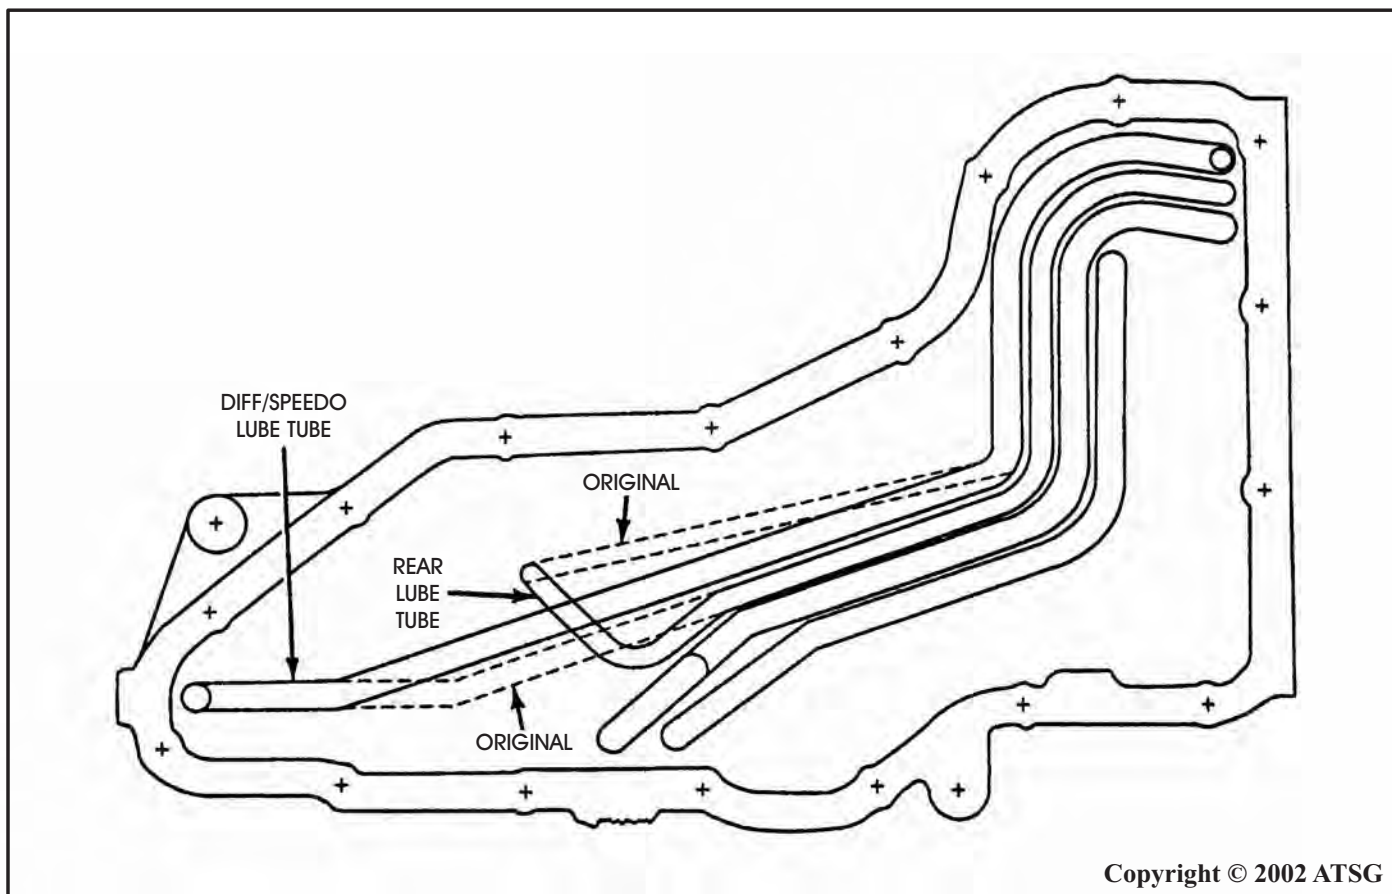 DIFF/SPEEDO
LUBE TUBE
ORIGINAL
REAR
LUBE
TUBE
ORIGINAL
Copyright © 2002 ATSG